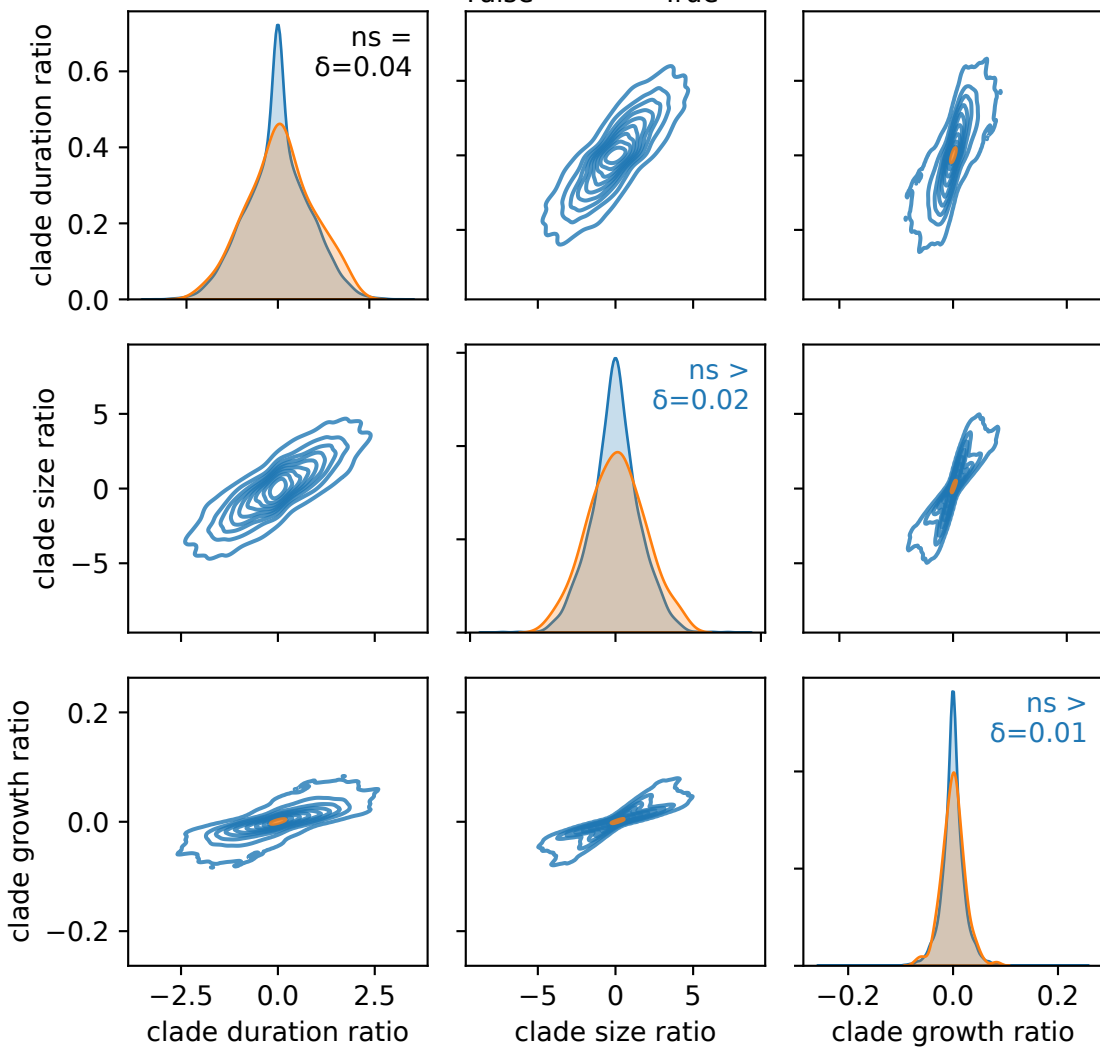 clade duration ratio
0.6
0.4
0.2
0.0
ns =
δ=0.04
clade size ratio
5
0
−5
ns >
δ=0.02
clade growth ratio
0.2
0.0
−0.2
ns >
δ=0.01
−2.5 0.0 2.5
−5 0 5
−0.2 0.0 0.2
clade duration ratio
clade size ratio
clade growth ratio